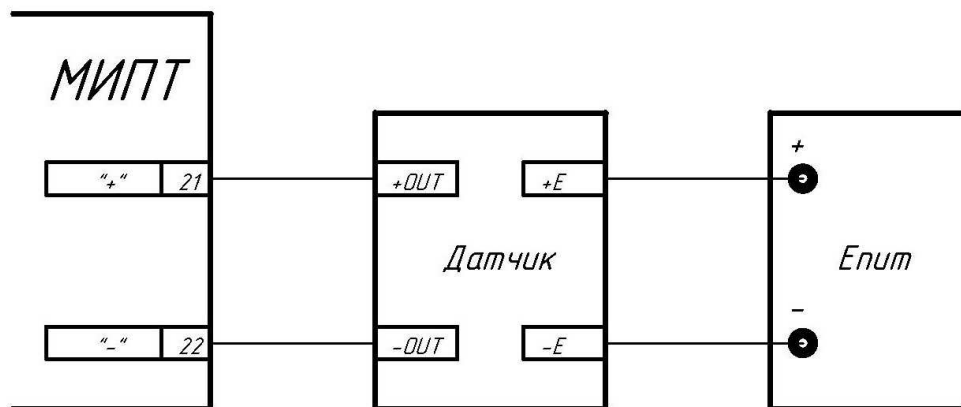 МИПТ
"+" 21
+OUT +E
+
"-" 22
-OUT -E
-
Датчик
Епит